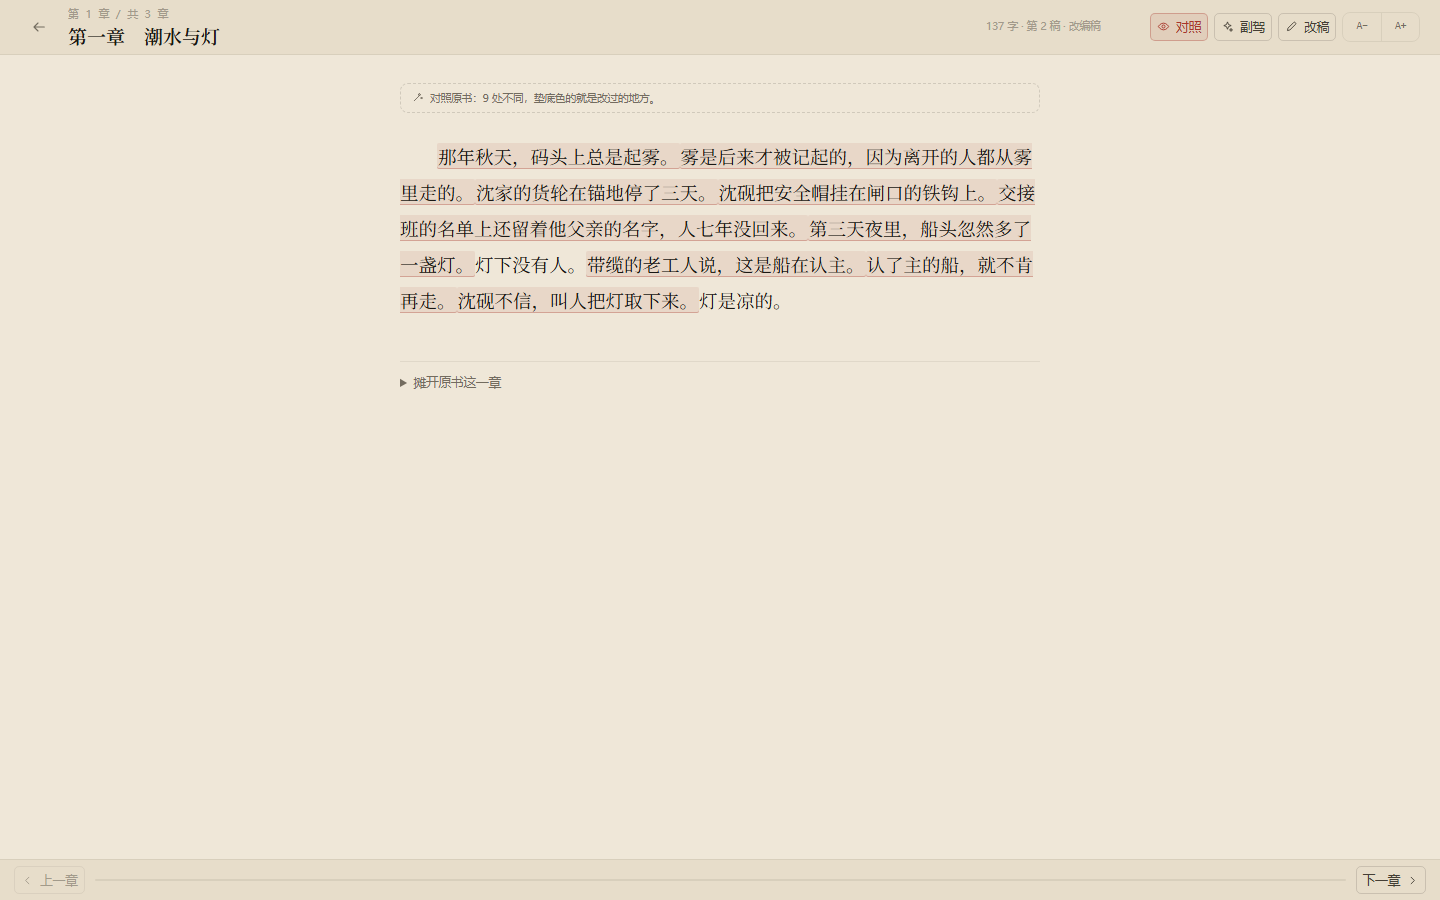 第 1 章 / 共 3 章
第一章　潮水与灯
137 字 · 第 2 稿 · 改编稿
对照
副驾
改稿
A−
A+
对照原书：9 处不同，垫底色的就是改过的地方。
那年秋天，码头上总是起雾。雾是后来才被记起的，因为离开的人都从雾
里走的。沈家的货轮在锚地停了三天。沈砚把安全帽挂在闸口的铁钩上。交接
班的名单上还留着他父亲的名字，人七年没回来。第三天夜里，船头忽然多了
一盏灯。灯下没有人。带缆的老工人说，这是船在认主。认了主的船，就不肯
再走。沈砚不信，叫人把灯取下来。灯是凉的。
摊开原书这一章
上一章
下一章